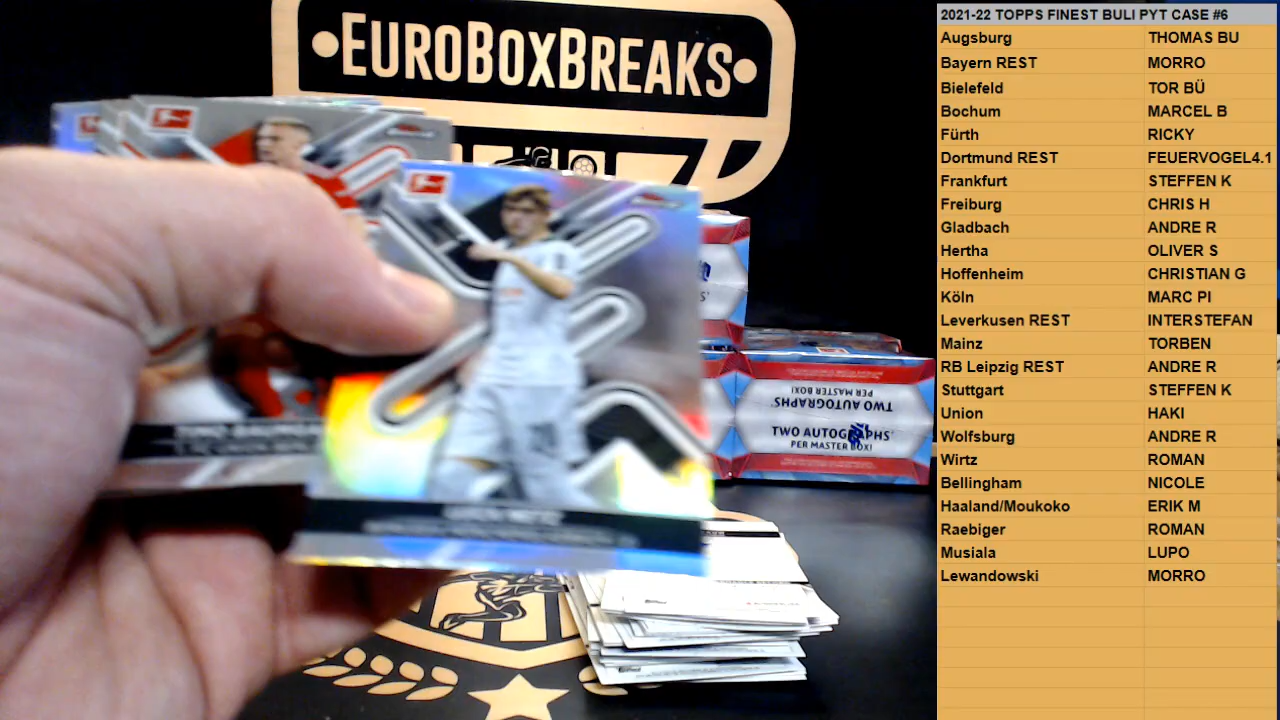 EUROBOXBREAKS
TWO AUTOGRAPHS'
PER MASTER BOX!
TWO AUTOGRAPHS'
PER MASTER BOX!
2021-22 TOPPS FINEST BULI PYT CASE #6
Augsburg THOMAS BU
Bayern REST MORRO
Bielefeld TOR BÜ
Bochum MARCEL B
Fürth RICKY
Dortmund REST FEUERVOGEL4.1
Frankfurt STEFFEN K
Freiburg CHRIS H
Gladbach ANDRE R
Hertha OLIVER S
Hoffenheim CHRISTIAN G
Köln MARC PI
Leverkusen REST INTERSTEFAN
Mainz TORBEN
RB Leipzig REST ANDRE R
Stuttgart STEFFEN K
Union HAKI
Wolfsburg ANDRE R
Wirtz ROMAN
Bellingham NICOLE
Haaland/Moukoko ERIK M
Raebiger ROMAN
Musiala LUPO
Lewandowski MORRO